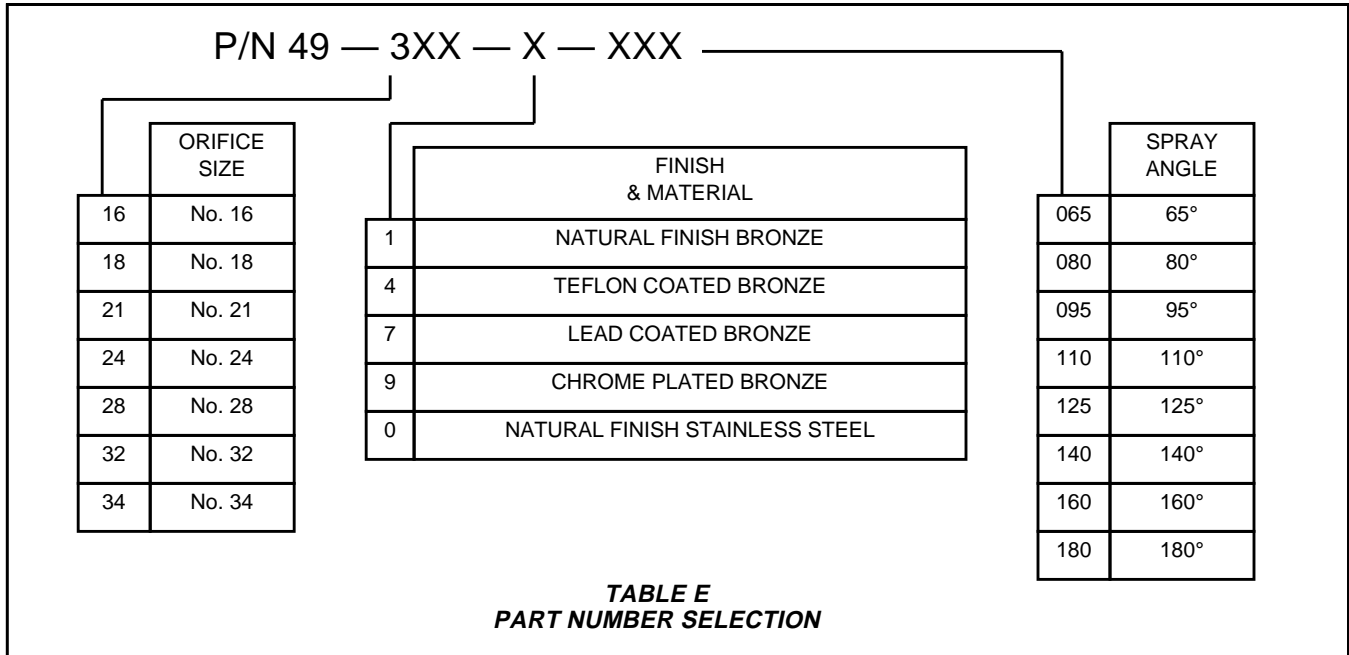 P/N 49 — 3XX — X — XXX
ORIFICE
SIZE
16 No. 16
18 No. 18
21 No. 21
24 No. 24
28 No. 28
32 No. 32
34 No. 34
FINISH
& MATERIAL
1 NATURAL FINISH BRONZE
4 TEFLON COATED BRONZE
7 LEAD COATED BRONZE
9 CHROME PLATED BRONZE
0 NATURAL FINISH STAINLESS STEEL
SPRAY
ANGLE
065 65°
080 80°
095 95°
110 110°
125 125°
140 140°
160 160°
180 180°
TABLE E
PART NUMBER SELECTION